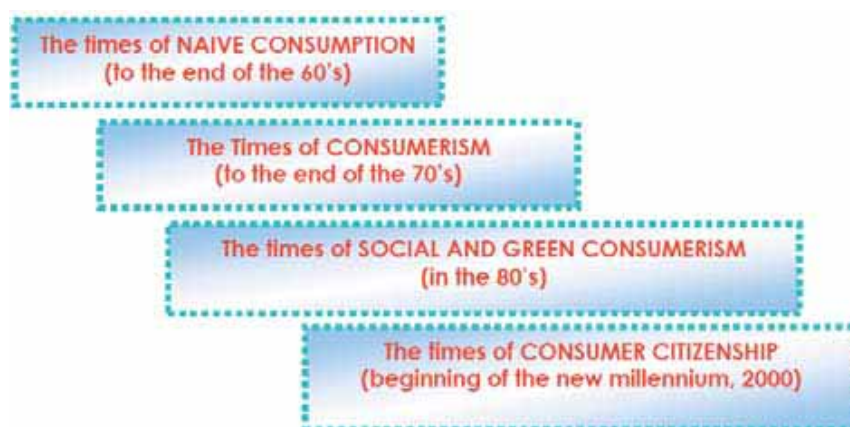 The times of NAIVE CONSUMPTION
(to the end of the 60's)
The Times of CONSUMERISM
(to the end of the 70's)
The times of SOCIAL AND GREEN CONSUMERISM
(in the 80's)
The times of CONSUMER CITIZENSHIP
(beginning of the new millennium, 2000)